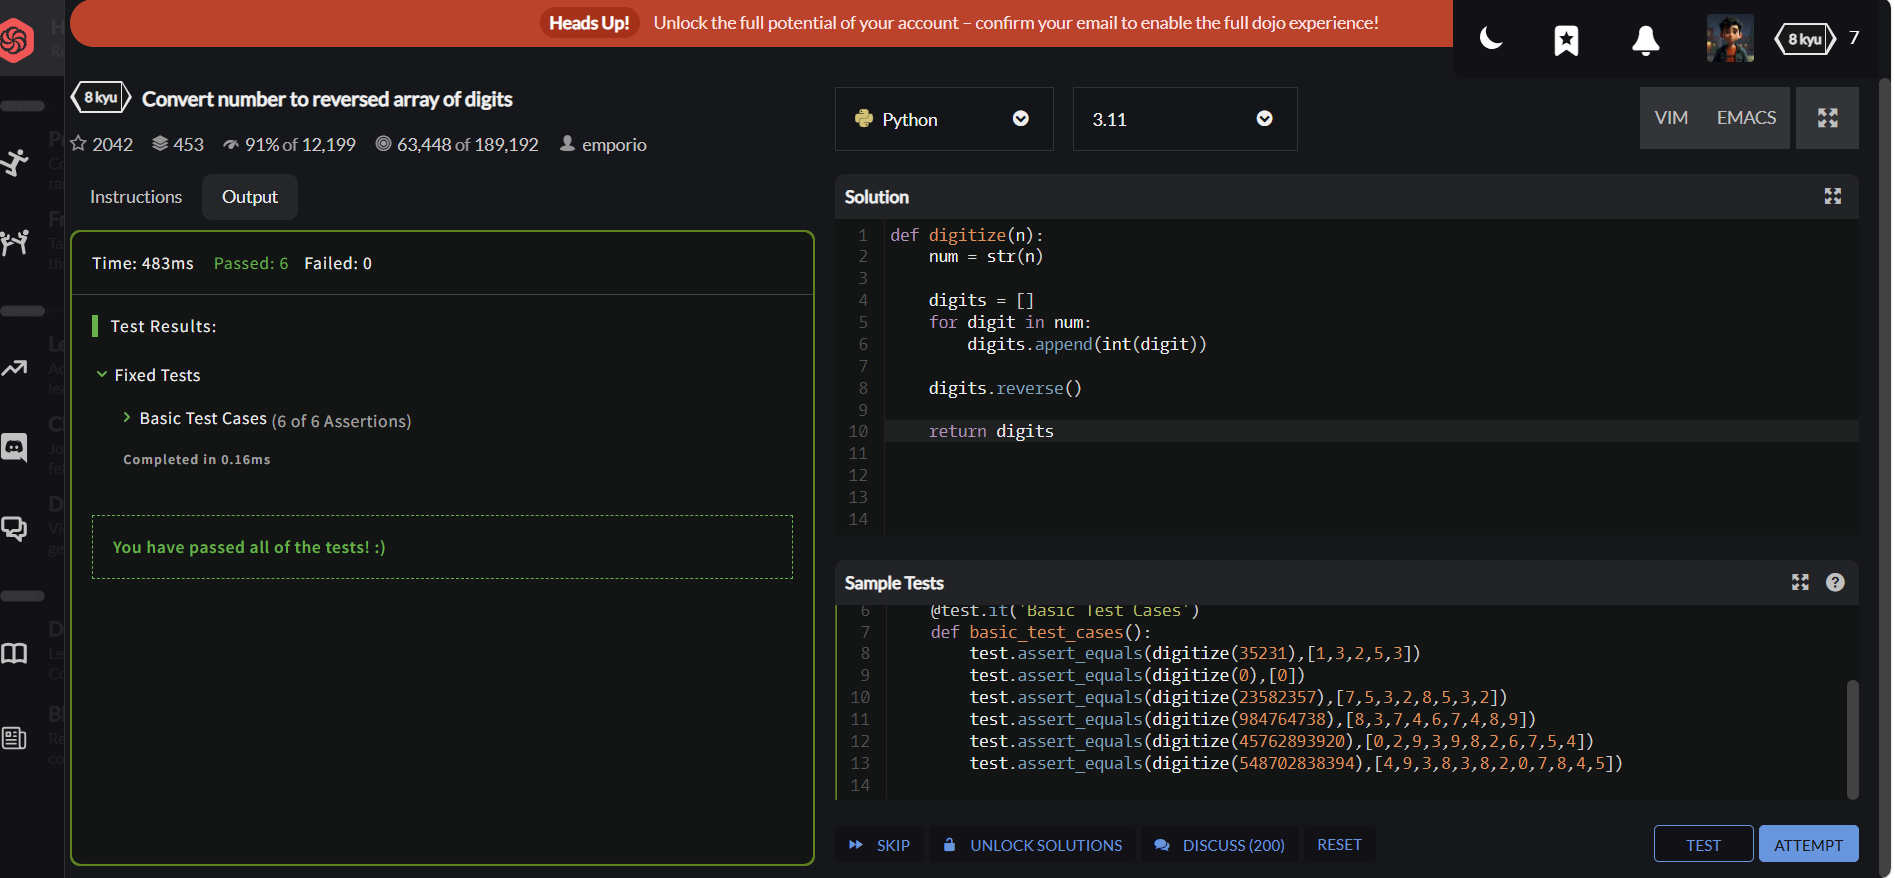 Heads Up! Unlock the full potential of your account – confirm your email to enable the full dojo experience!
8 kyu 7
8 kyu Convert number to reversed array of digits
2042 453 91% of 12,199 63,448 of 189,192 emporio
Instructions Output
Time: 483ms Passed: 6 Failed: 0
Test Results:
Fixed Tests
Basic Test Cases (6 of 6 Assertions)
Completed in 0.16ms
You have passed all of the tests! :)
Python 3.11 VIM EMACS
Solution
1 def digitize(n):
2 num = str(n)
3
4 digits = []
5 for digit in num:
6 digits.append(int(digit))
7
8 digits.reverse()
9
10 return digits
11
12
13
14
Sample Tests
6 @test.it('Basic Test Cases')
7 def basic_test_cases():
8 test.assert_equals(digitize(35231),[1,3,2,5,3])
9 test.assert_equals(digitize(0),[0])
10 test.assert_equals(digitize(23582357),[7,5,3,2,8,5,3,2])
11 test.assert_equals(digitize(984764738),[8,3,7,4,6,7,4,8,9])
12 test.assert_equals(digitize(45762893920),[0,2,9,3,9,8,2,6,7,5,4])
13 test.assert_equals(digitize(548702838394),[4,9,3,8,3,8,2,0,7,8,4,5])
14
SKIP UNLOCK SOLUTIONS DISCUSS (200) RESET TEST ATTEMPT